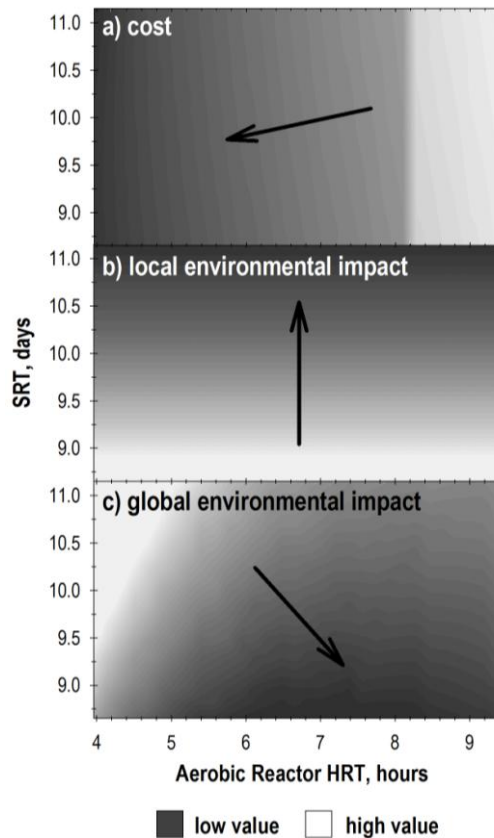 a) cost
11.0
10.5
10.0
9.5
9.0
b) local environmental impact
11.0
10.5
10.0
9.5
9.0
c) global environmental impact
11.0
10.5
10.0
9.5
9.0
SRT, days
4 5 6 7 8 9
Aerobic Reactor HRT, hours
low value high value